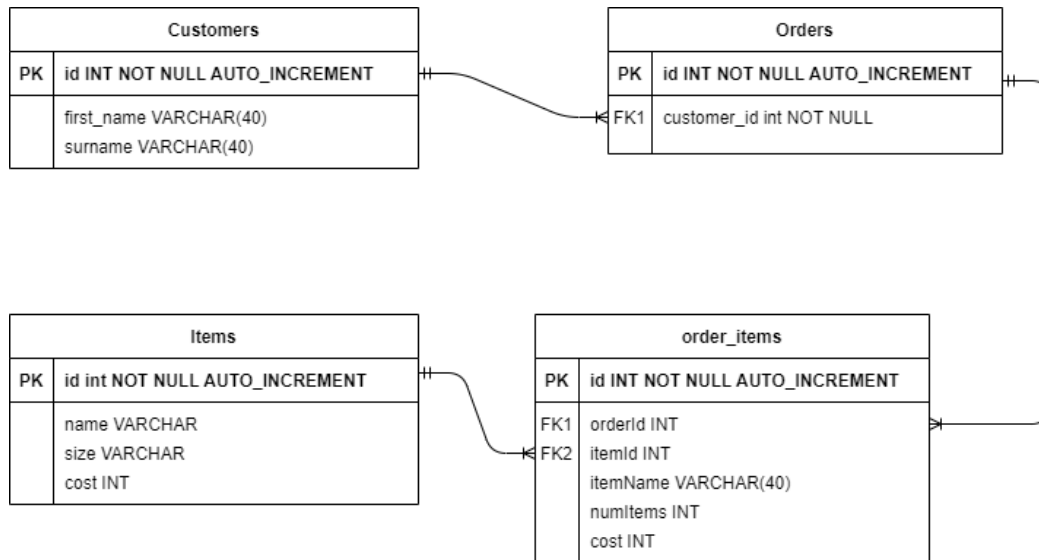 Customers
PK id INT NOT NULL AUTO_INCREMENT
first_name VARCHAR(40)
surname VARCHAR(40)
Orders
PK id INT NOT NULL AUTO_INCREMENT
FK1 customer_id int NOT NULL
Items
PK id int NOT NULL AUTO_INCREMENT
name VARCHAR
size VARCHAR
cost INT
order_items
PK id INT NOT NULL AUTO_INCREMENT
FK1 orderId INT
FK2 itemId INT
itemName VARCHAR(40)
numItems INT
cost INT